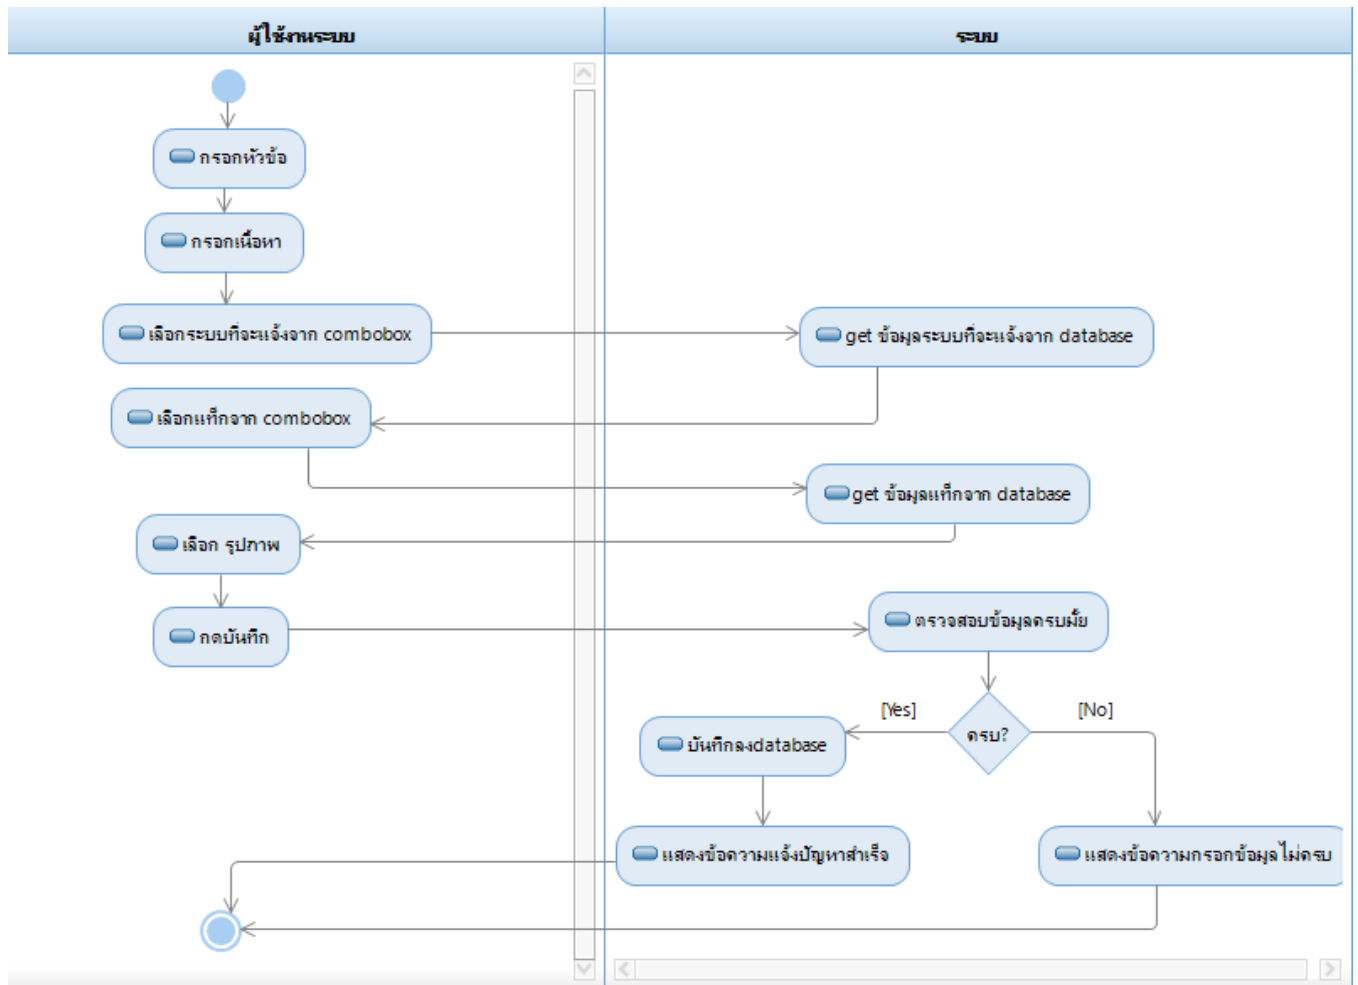 ผู้ใช้งานระบบ
ระบบ
กรอกหัวข้อ
กรอกเนื้อหา
เลือกระบบที่จะแจ้งจาก combobox
get ข้อมูลระบบที่จะแจ้งจาก database
เลือกแท็กจาก combobox
get ข้อมูลแท็กจาก database
เลือก รูปภาพ
กดบันทึก
ตรวจสอบข้อมูลครบมั้ย
[Yes]
ครบ?
[No]
บันทึกลงdatabase
แสดงข้อความแจ้งปัญหาสำเร็จ
แสดงข้อความกรอกข้อมูลไม่ครบ